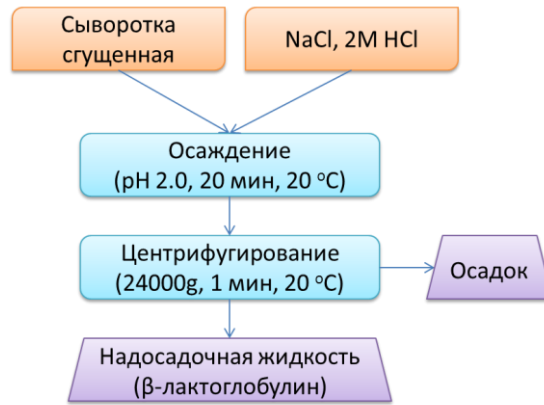 Сыворотка
сгущенная
NaCl, 2M HCl
Осаждение
(pH 2.0, 20 мин, 20 °C)
Центрифугирование
(24000g, 1 мин, 20 °C)
Осадок
Надосадочная жидкость
(β-лактоглобулин)